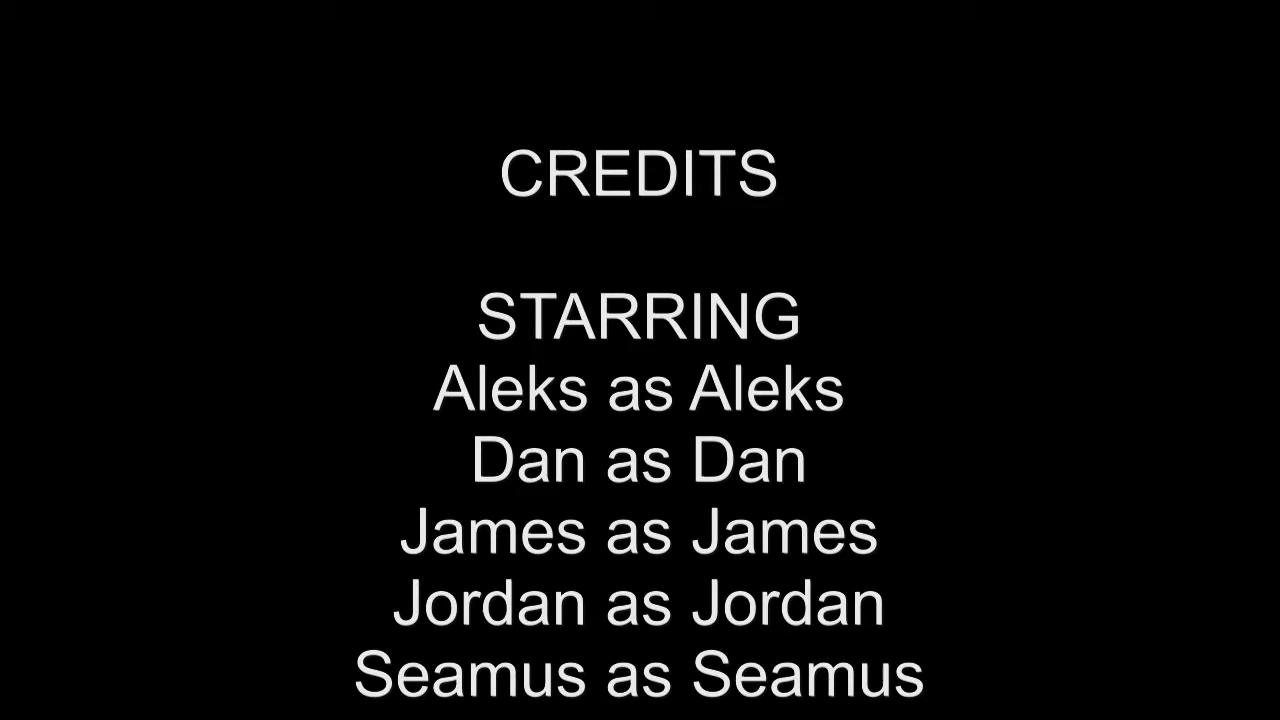 CREDITS
STARRING
Aleks as Aleks
Dan as Dan
James as James
Jordan as Jordan
Seamus as Seamus